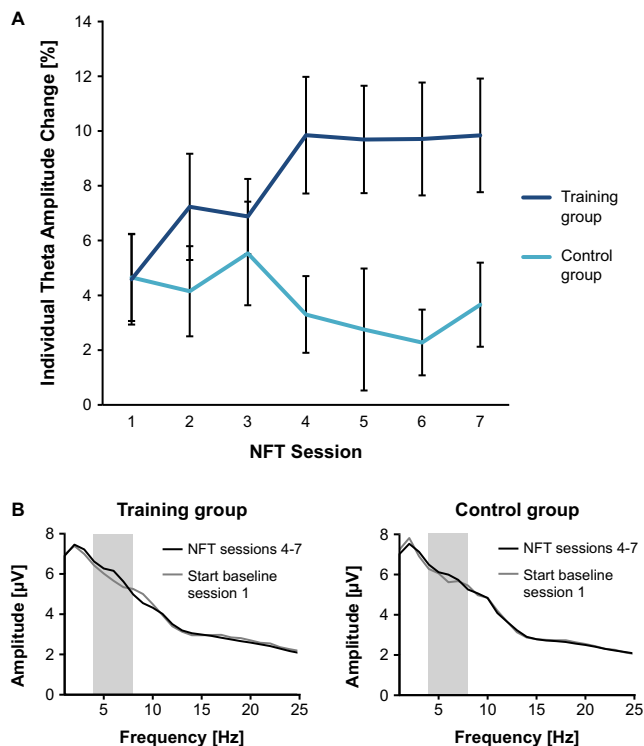 A
Individual Theta Amplitude Change [%]
14
12
10
8
6
4
2
0
1 2 3 4 5 6 7
NFT Session
Training
group
Control
group
B
Training group
Amplitude [µV]
8
6
4
2
0
5 10 15 20 25
Frequency [Hz]
NFT sessions 4-7
Start baseline
session 1
Control group
Amplitude [µV]
8
6
4
2
0
5 10 15 20 25
Frequency [Hz]
NFT sessions 4-7
Start baseline
session 1